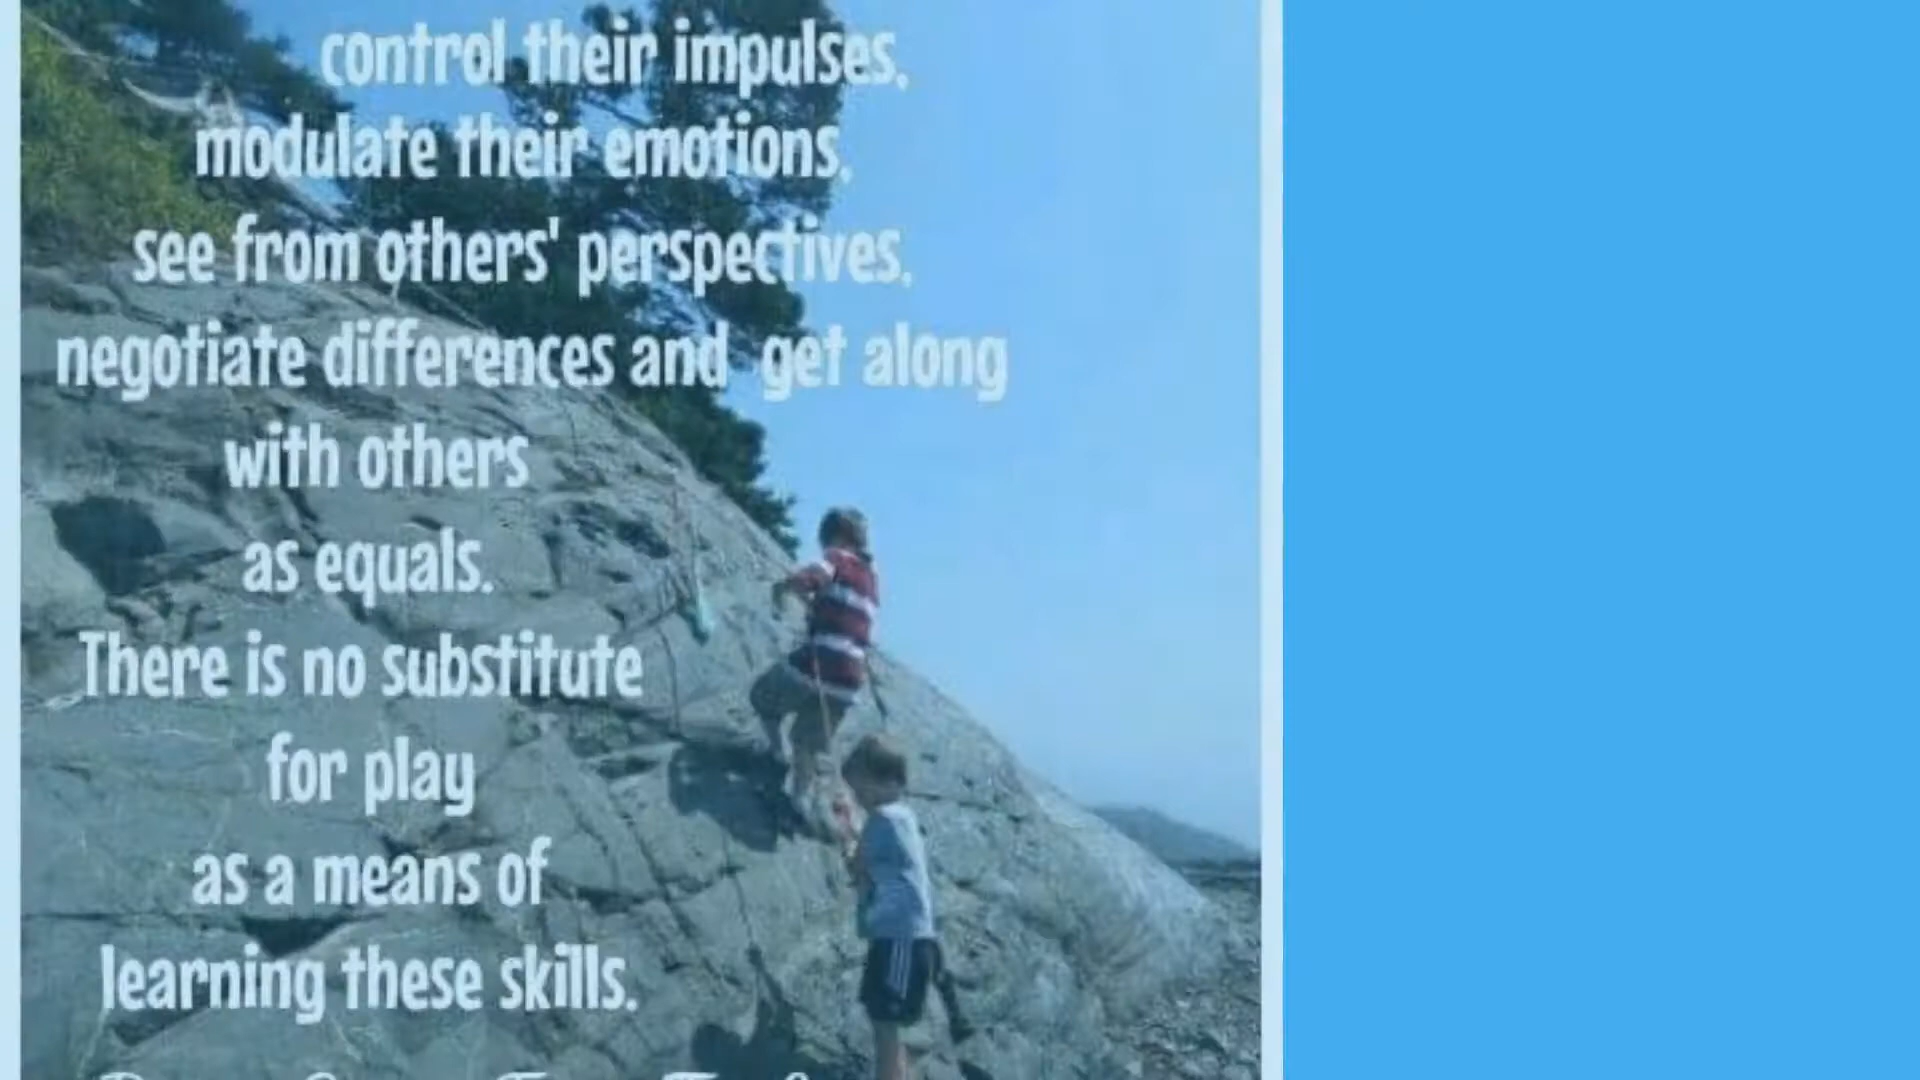 control their impulses,
modulate their emotions,
see from others' perspectives,
negotiate differences and get along
with others
as equals.
There is no substitute
for play
as a means of
learning these skills.